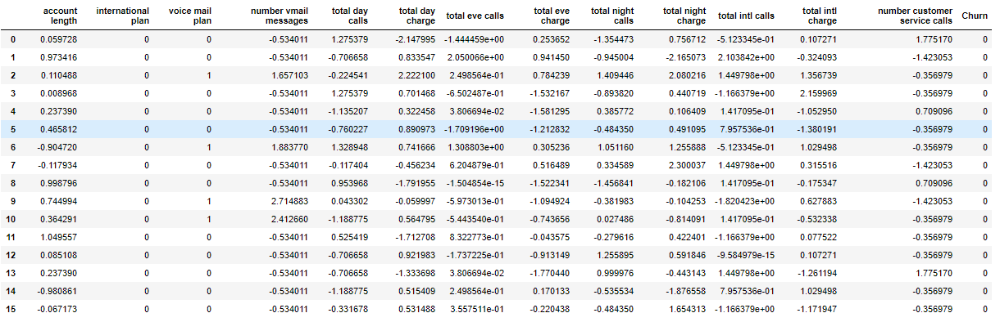 account length international plan voice mail plan number vmail messages total day calls total day charge total eve calls total eve charge total night calls total night charge total intl calls total intl charge number customer service calls Churn
0 0.059728 0 0 -0.534011 1.275379 -2.147995 -1.444459e+00 0.253652 -1.354473 0.756712 -5.123345e-01 0.107271 1.775170 0
1 0.973416 0 0 -0.534011 -0.706658 0.833547 2.050066e+00 0.941450 -0.945004 -2.165073 2.103842e+00 -0.324093 -1.423053 0
2 0.110488 0 1 1.657103 -0.224541 2.222100 2.498564e-01 0.784239 1.409446 2.080216 1.449798e+00 1.356739 -0.356979 0
3 0.008968 0 0 -0.534011 1.275379 0.701468 -6.502487e-01 -1.532167 -0.893820 0.440719 -1.166379e+00 2.159969 -0.356979 0
4 0.237390 0 0 -0.534011 -1.135207 0.322458 3.806694e-02 -1.581295 0.385772 0.106409 1.417095e-01 -1.052950 0.709096 0
5 0.465812 0 0 -0.534011 -0.760227 0.890973 -1.709196e+00 -1.212832 -0.484350 0.491095 7.957536e-01 -1.380191 -0.356979 0
6 -0.904720 0 1 1.883770 1.328948 0.741666 1.308803e+00 0.305236 1.051160 1.255888 -5.123345e-01 1.029498 -0.356979 0
7 -0.117934 0 0 -0.534011 -0.117404 -0.456234 6.204879e-01 0.516489 0.334589 2.300037 1.449798e+00 0.315516 -1.423053 0
8 0.998796 0 0 -0.534011 0.953968 -1.791955 -1.504854e-15 -1.522341 -1.456841 -0.182106 1.417095e-01 -0.175347 0.709096 0
9 0.744994 0 1 2.714883 0.043302 -0.059997 -5.973013e-01 -1.094924 -0.381983 -0.104253 -1.820423e+00 0.627883 -1.423053 0
10 0.364291 0 1 2.412660 -1.188775 0.564795 -5.443540e-01 -0.743656 0.027486 -0.814091 1.417095e-01 -0.532338 -0.356979 0
11 1.049557 0 0 -0.534011 0.525419 -1.712708 8.322773e-01 -0.043575 -0.279616 0.422401 -1.166379e+00 0.077522 -0.356979 0
12 0.085108 0 0 -0.534011 -0.706658 0.921983 -1.737225e-01 -0.913149 1.255895 0.591846 -9.584979e-15 0.107271 -0.356979 0
13 0.237390 0 0 -0.534011 -0.706658 -1.333698 3.806694e-02 -1.770440 0.999976 -0.443143 1.449798e+00 -1.261194 1.775170 0
14 -0.980861 0 0 -0.534011 -1.188775 0.515409 2.498564e-01 0.170133 -0.535534 -1.876558 7.957536e-01 1.029498 -0.356979 0
15 -0.067173 0 0 -0.534011 -0.331678 0.531488 3.557511e-01 -0.220438 -0.484350 1.654313 -1.166379e+00 -1.171947 -0.356979 0